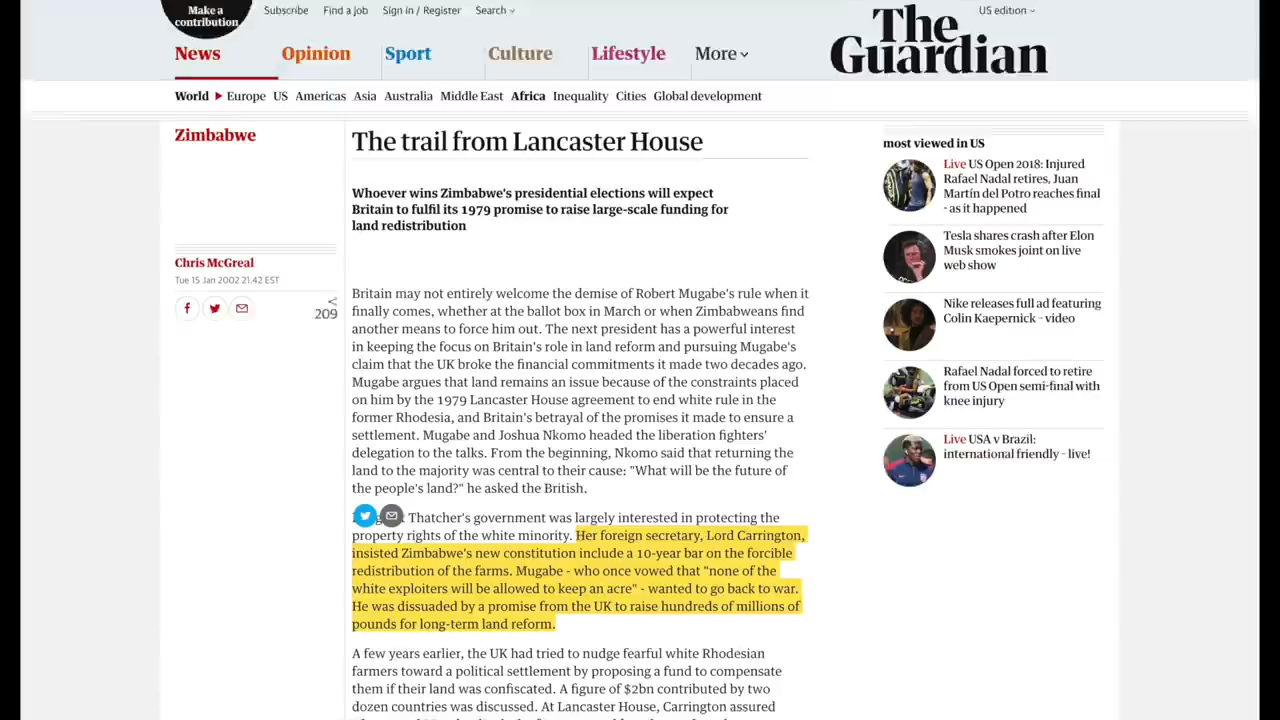 Make a
contribution
Subscribe Find a job Sign in / Register Search US edition
The
Guardian
News Opinion Sport Culture Lifestyle More
World Europe US Americas Asia Australia Middle East Africa Inequality Cities Global development
Zimbabwe
Chris McGreal
Tue 15 Jan 2002 21.42 EST
209
The trail from Lancaster House
Whoever wins Zimbabwe's presidential elections will expect
Britain to fulfil its 1979 promise to raise large-scale funding for
land redistribution
Britain may not entirely welcome the demise of Robert Mugabe's rule when it
finally comes, whether at the ballot box in March or when Zimbabweans find
another means to force him out. The next president has a powerful interest
in keeping the focus on Britain's role in land reform and pursuing Mugabe's
claim that the UK broke the financial commitments it made two decades ago.
Mugabe argues that land remains an issue because of the constraints placed
on him by the 1979 Lancaster House agreement to end white rule in the
former Rhodesia, and Britain's betrayal of the promises it made to ensure a
settlement. Mugabe and Joshua Nkomo headed the liberation fighters'
delegation to the talks. From the beginning, Nkomo said that returning the
land to the majority was central to their cause: "What will be the future of
the people's land?" he asked the British.
Thatcher's government was largely interested in protecting the
property rights of the white minority. Her foreign secretary, Lord Carrington,
insisted Zimbabwe's new constitution include a 10-year bar on the forcible
redistribution of the farms. Mugabe - who once vowed that "none of the
white exploiters will be allowed to keep an acre" - wanted to go back to war.
He was dissuaded by a promise from the UK to raise hundreds of millions of
pounds for long-term land reform.
A few years earlier, the UK had tried to nudge fearful white Rhodesian
farmers toward a political settlement by proposing a fund to compensate
them if their land was confiscated. A figure of $2bn contributed by two
dozen countries was discussed. At Lancaster House, Carrington assured
most viewed in US
Live US Open 2018: Injured
Rafael Nadal retires, Juan
Martín del Potro reaches final
- as it happened
Tesla shares crash after Elon
Musk smokes joint on live
web show
Nike releases full ad featuring
Colin Kaepernick – video
Rafael Nadal forced to retire
from US Open semi-final with
knee injury
Live USA v Brazil:
international friendly – live!